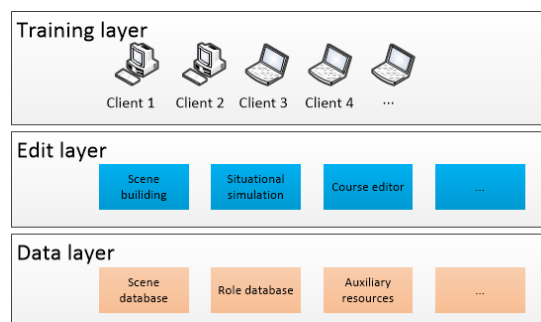 Training layer
Client 1 Client 2 Client 3 Client 4 ...
Edit layer
Scene
builiding
Situational
simulation
Course editor
...
Data layer
Scene
database
Role database
Auxiliary
resources
...